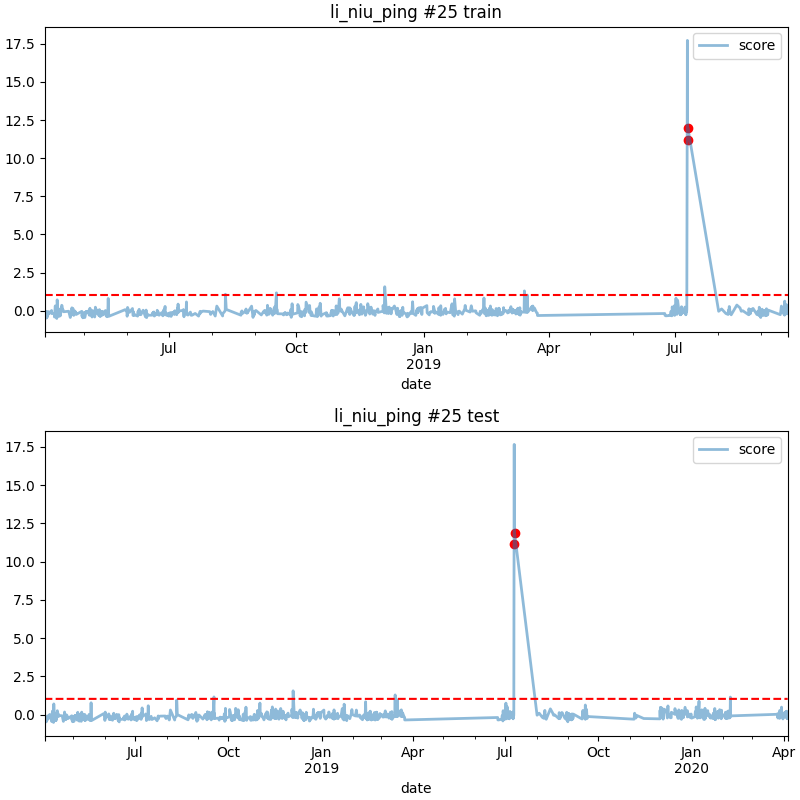 li_niu_ping #25 train
score
17.5
15.0
12.5
10.0
7.5
5.0
2.5
0.0
Jul Oct Jan Apr Jul
2019
date
li_niu_ping #25 test
score
17.5
15.0
12.5
10.0
7.5
5.0
2.5
0.0
Jul Oct Jan Apr Jul Oct Jan Apr
2019 2020
date